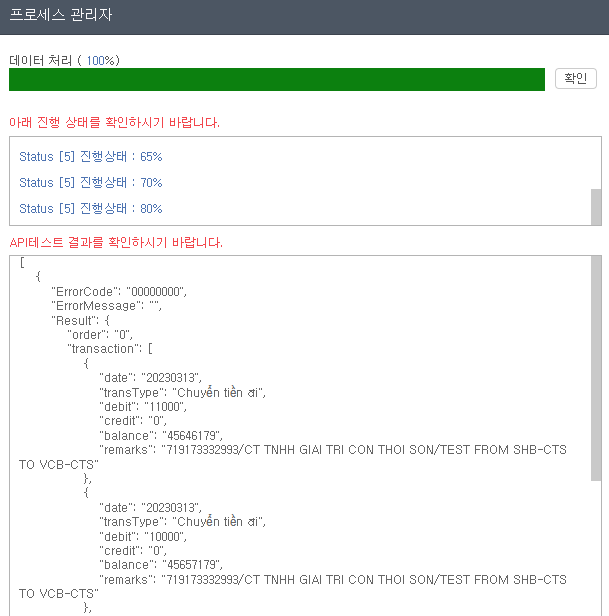 프로세스 관리자
데이터 처리 ( 100%)
확인
아래 진행 상태를 확인하시기 바랍니다.
Status [5] 진행상태 : 65%
Status [5] 진행상태 : 70%
Status [5] 진행상태 : 80%
API테스트 결과를 확인하시기 바랍니다.
[
{
"ErrorCode": "00000000",
"ErrorMessage": "",
"Result": {
"order": "0",
"transaction": [
{
"date": "20230313",
"transType": "Chuyển tiền đi",
"debit": "11000",
"credit": "0",
"balance": "45646179",
"remarks": "719173332993/CT TNHH GIAI TRI CON THOI SON/TEST FROM SHB-CTS
TO VCB-CTS"
},
{
"date": "20230313",
"transType": "Chuyển tiền đi",
"debit": "10000",
"credit": "0",
"balance": "45657179",
"remarks": "719173332993/CT TNHH GIAI TRI CON THOI SON/TEST FROM SHB-CTS
TO VCB-CTS"
},